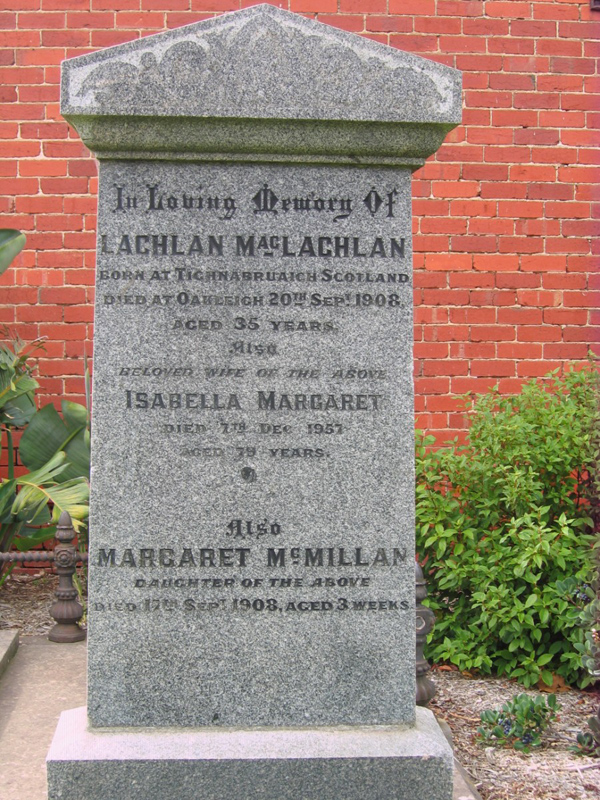 In Loving Memory Of
LACHLAN MACLACHLAN
BORN AT TIGHNABRUAICH SCOTLAND
DIED AT OAKLEIGH 20TH SEPT 1908.
AGED 35 YEARS.
Also
BELOVED WIFE OF THE ABOVE
ISABELLA MARGARET
DIED 7TH DEC 1957
AGED 79 YEARS.
Also
MARGARET MCMILLAN
DAUGHTER OF THE ABOVE
DIED 17TH SEPT 1908, AGED 3 WEEKS